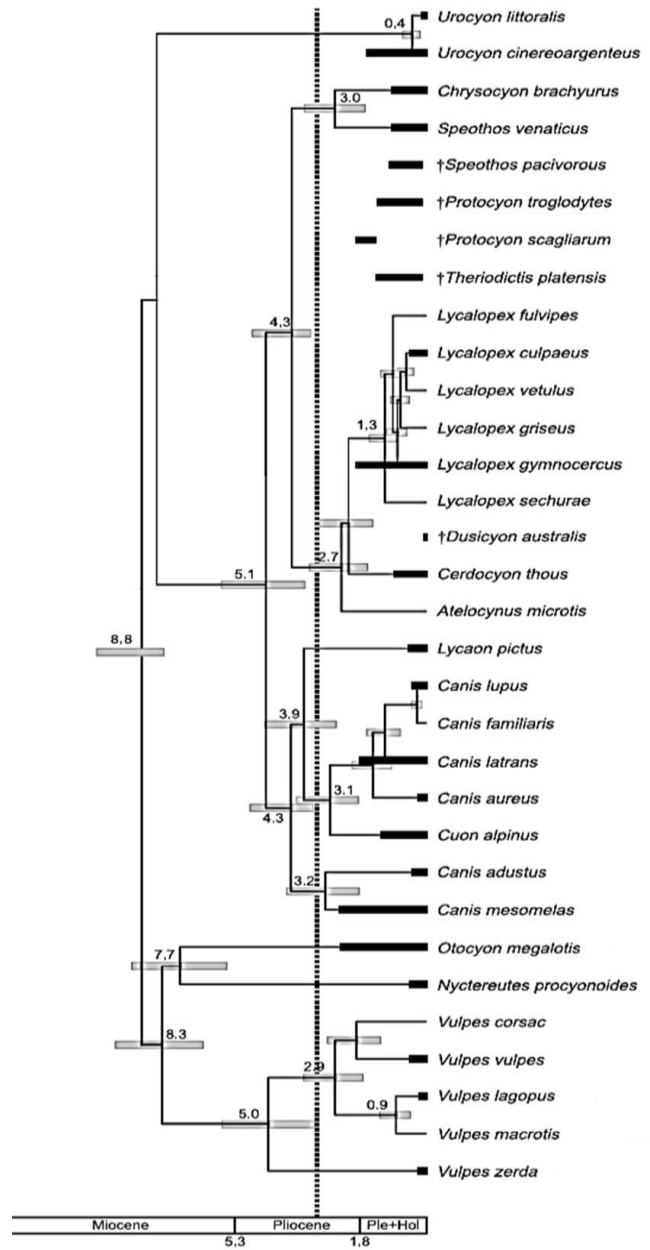 Urocyon littoralis
0,4
Urocyon cinereoargenteus
Chrysocyon brachyurus
3.0
Speothos venaticus
†Speothos pacivorous
†Protocyon troglodytes
†Protocyon scagliarum
†Theriodictis platensis
Lycalopex fulvipes
4,3
Lycalopex culpaeus
Lycalopex vetulus
1,3
Lycalopex griseus
Lycalopex gymnocercus
Lycalopex sechurae
†Dusicyon australis
2.7
Cerdocyon thous
5.1
Atelocynus microtis
8,8
Lycaon pictus
Canis lupus
3.9
Canis familiaris
Canis latrans
3.1
Canis aureus
4.3
Cuon alpinus
Canis adustus
3.2
Canis mesomelas
Otocyon megalotis
7,7
Nyctereutes procyonoides
Vulpes corsac
8.3
Vulpes vulpes
2.9
Vulpes lagopus
0.9
5.0
Vulpes macrotis
Vulpes zerda
Miocene Pliocene Ple+Hol
5.3 1.8